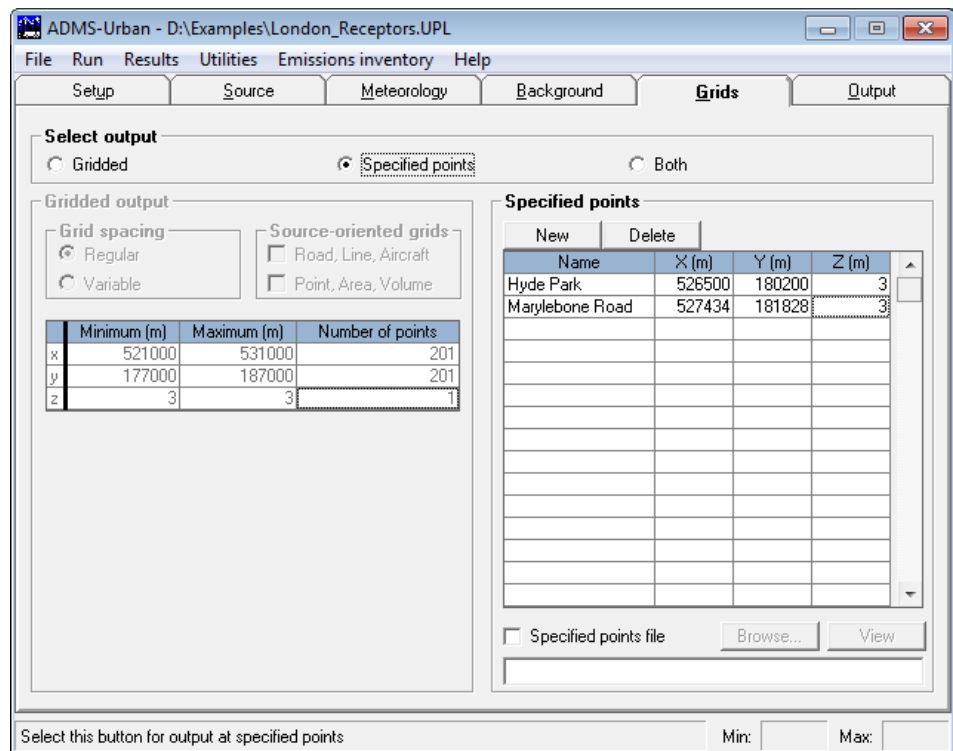 ADMS-Urban - D:\Examples\London_Receptors.UPL
File Run Results Utilities Emissions inventory Help
Setup Source Meteorology Background Grids Output
Select output
Gridded Specified points Both
Gridded output
Grid spacing
Regular
Variable
Source-oriented grids
Road, Line, Aircraft
Point, Area, Volume
Minimum (m) Maximum (m) Number of points
x 521000 531000 201
y 177000 187000 201
z 3 3 1
Specified points
New Delete
Name X (m) Y (m) Z (m)
Hyde Park 526500 180200 3
Marylebone Road 527434 181828 3
Specified points file Browse... View
Select this button for output at specified points Min: Max: